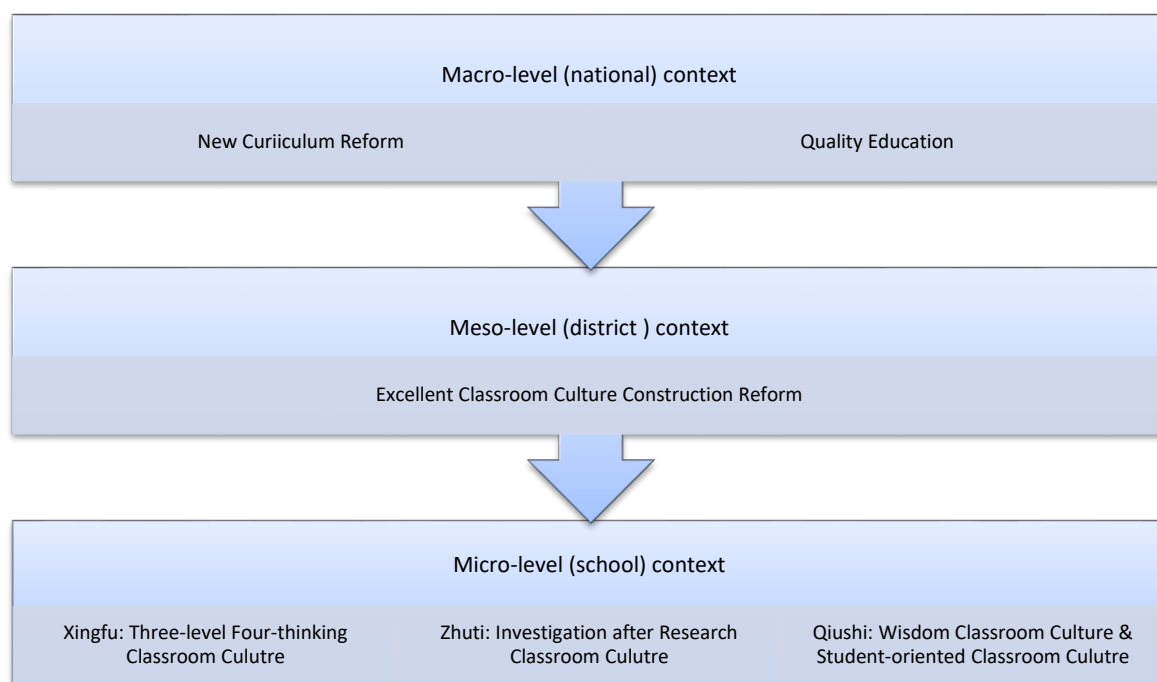 Macro-level (national) context
New Curiiculum Reform
Quality Education
Meso-level (district ) context
Excellent Classroom Culture Construction Reform
Micro-level (school) context
Xingfu: Three-level Four-thinking
Classroom Culutre
Zhuti: Investigation after Research
Classroom Culutre
Qiushi: Wisdom Classroom Culture &
Student-oriented Classroom Culutre